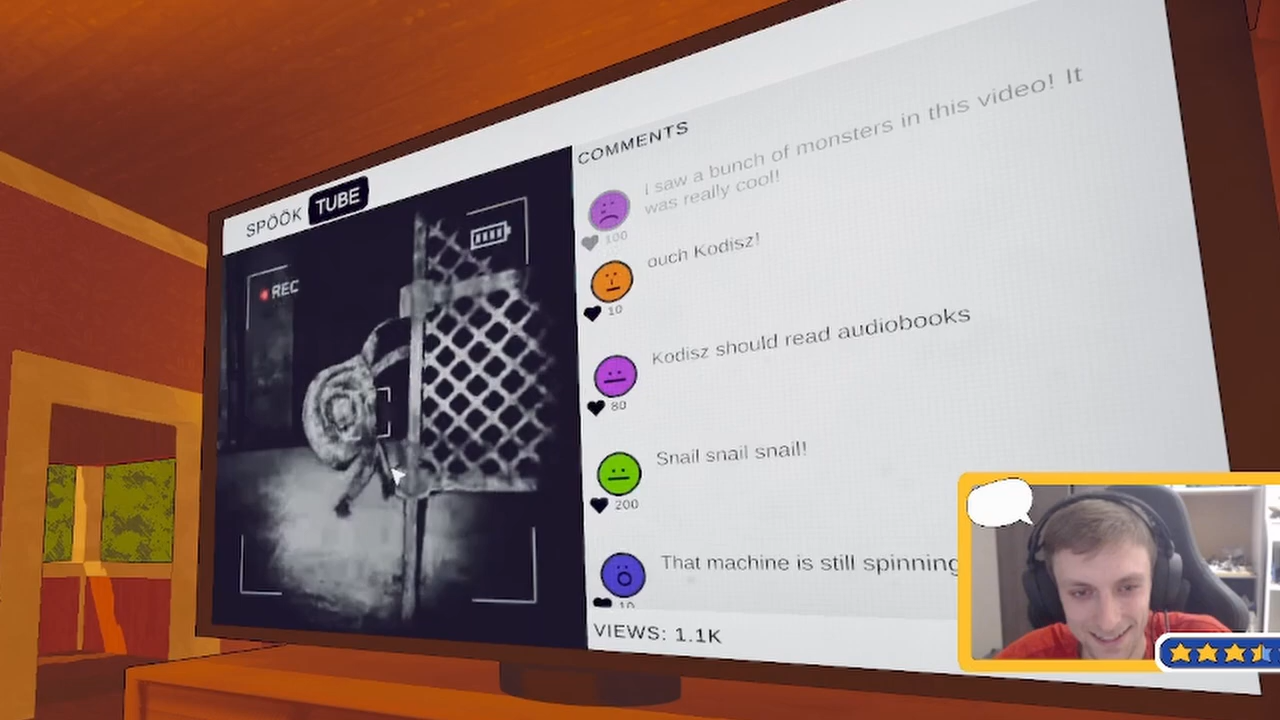 SPÖÖK TUBE
REC
COMMENTS
I saw a bunch of monsters in this video! It
was really cool!
100
ouch Kodisz!
10
Kodisz should read audiobooks
80
Snail snail snail!
200
That machine is still spinning
10
VIEWS: 1.1K